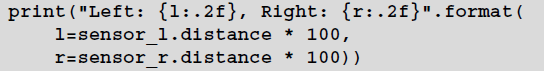 print("Left: {l:.2f}, Right: {r:.2f}".format(
    l=sensor_l.distance * 100,
    r=sensor_r.distance * 100))